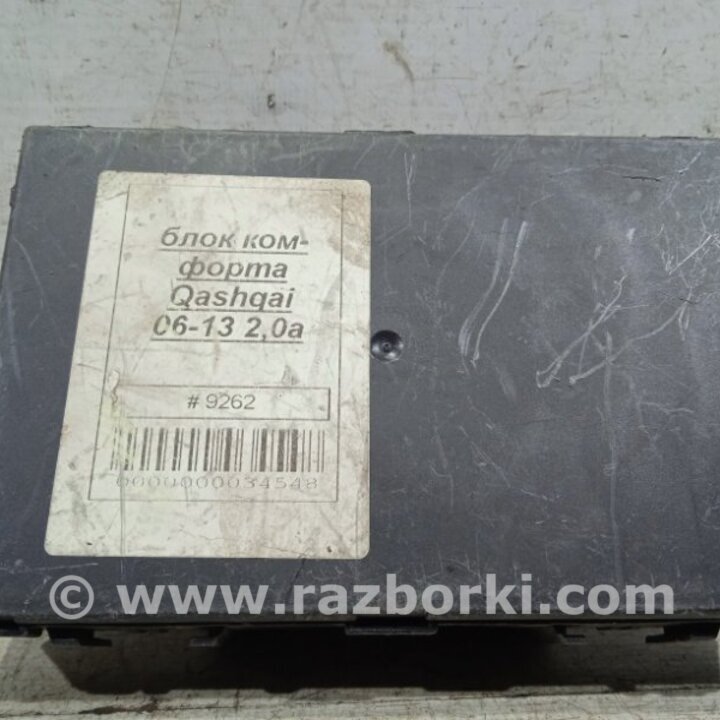 блок ком-
форта
Qashqai
06-13 2,0а
# 9262
0000000034548
© www.razborki.com